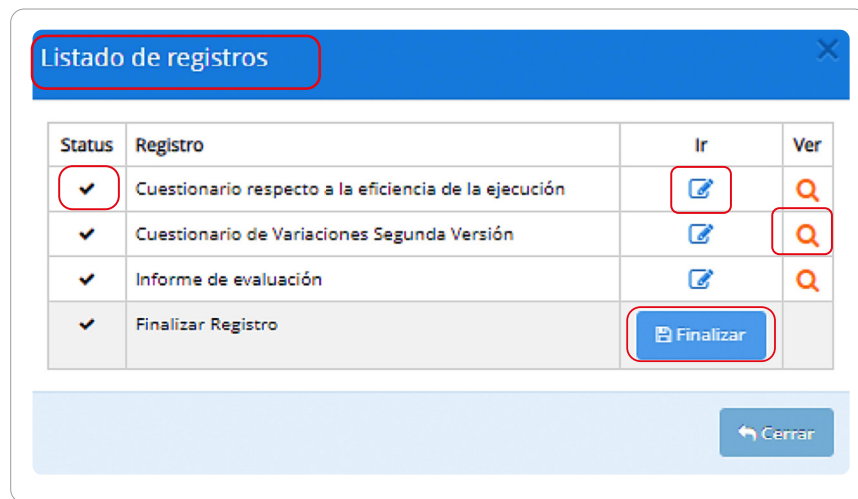 Listado de registros
Status Registro Ir Ver
Cuestionario respecto a la eficiencia de la ejecución
Cuestionario de Variaciones Segunda Versión
Informe de evaluación
Finalizar Registro Finalizar
Cerrar